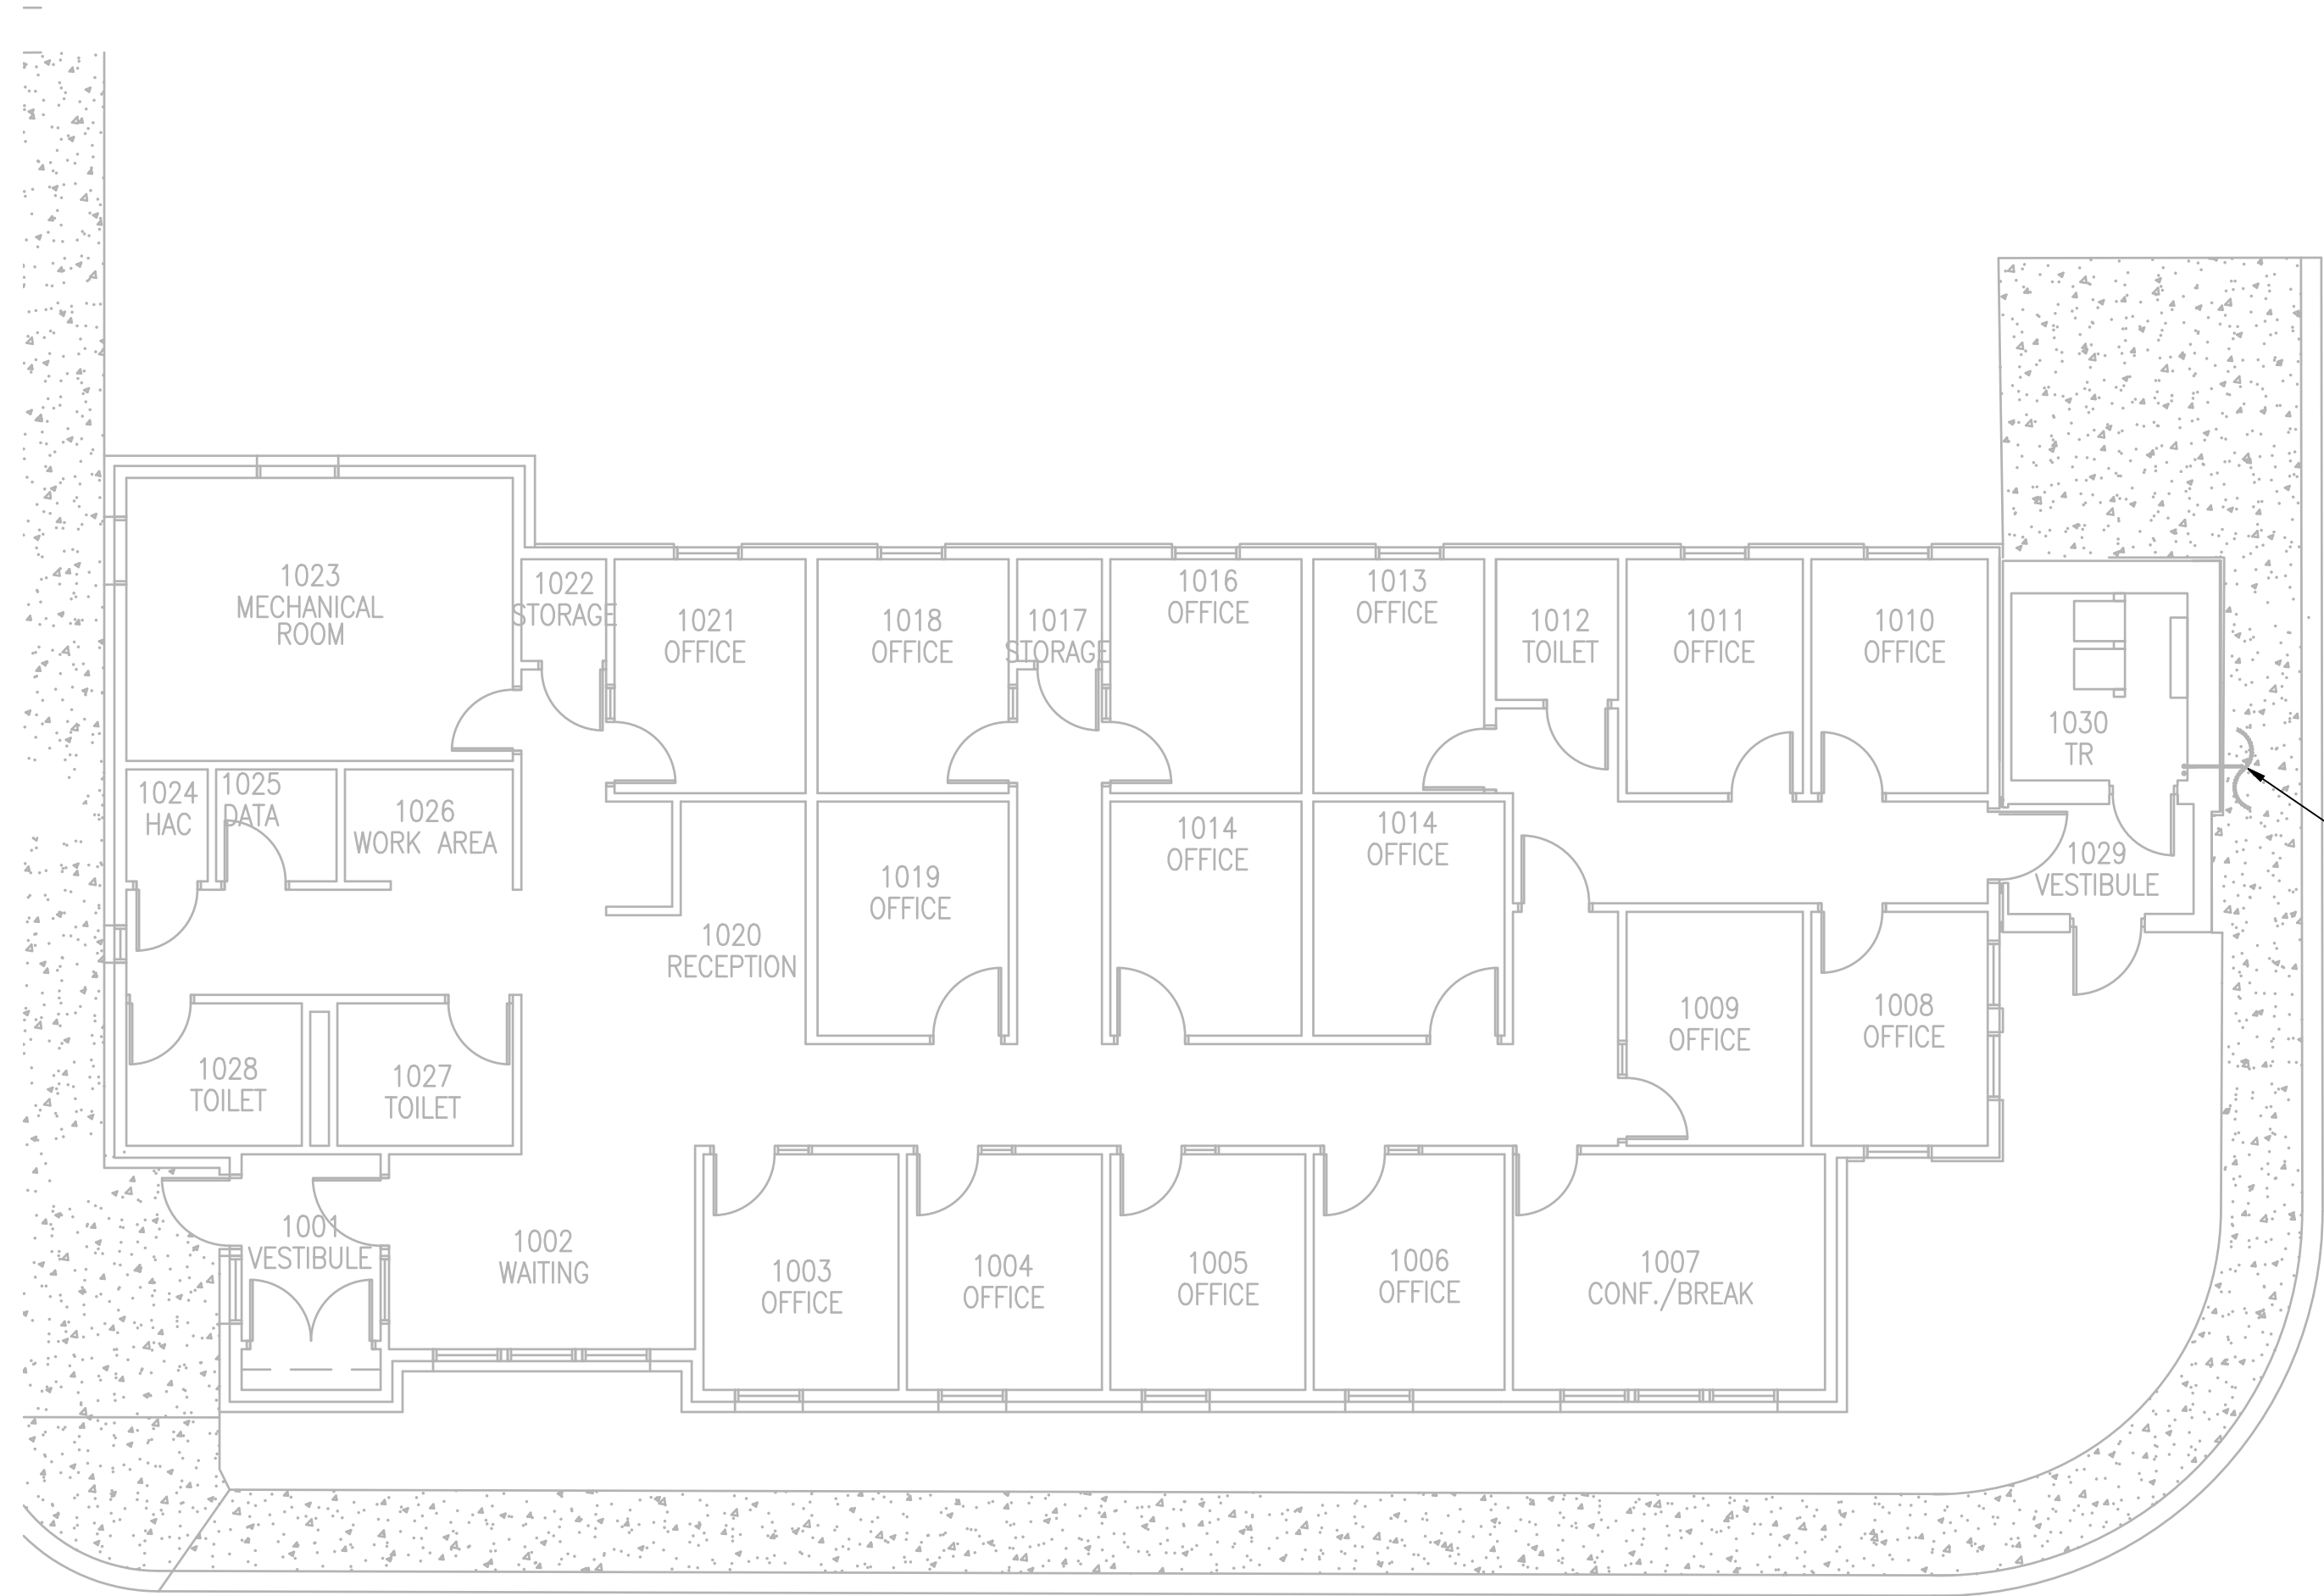 1023
MECHANICAL
ROOM
1022
STORAGE
1021
OFFICE
1018
OFFICE
1017
STORAGE
1016
OFFICE
1013
OFFICE
1012
TOILET
1011
OFFICE
1010
OFFICE
1030
TR
1024
HAC
1025
DATA
1026
WORK AREA
1019
OFFICE
1014
OFFICE
1014
OFFICE
1029
VESTIBULE
1020
RECEPTION
1009
OFFICE
1008
OFFICE
1028
TOILET
1027
TOILET
1001
VESTIBULE
1002
WAITING
1003
OFFICE
1004
OFFICE
1005
OFFICE
1006
OFFICE
1007
CONF./BREAK